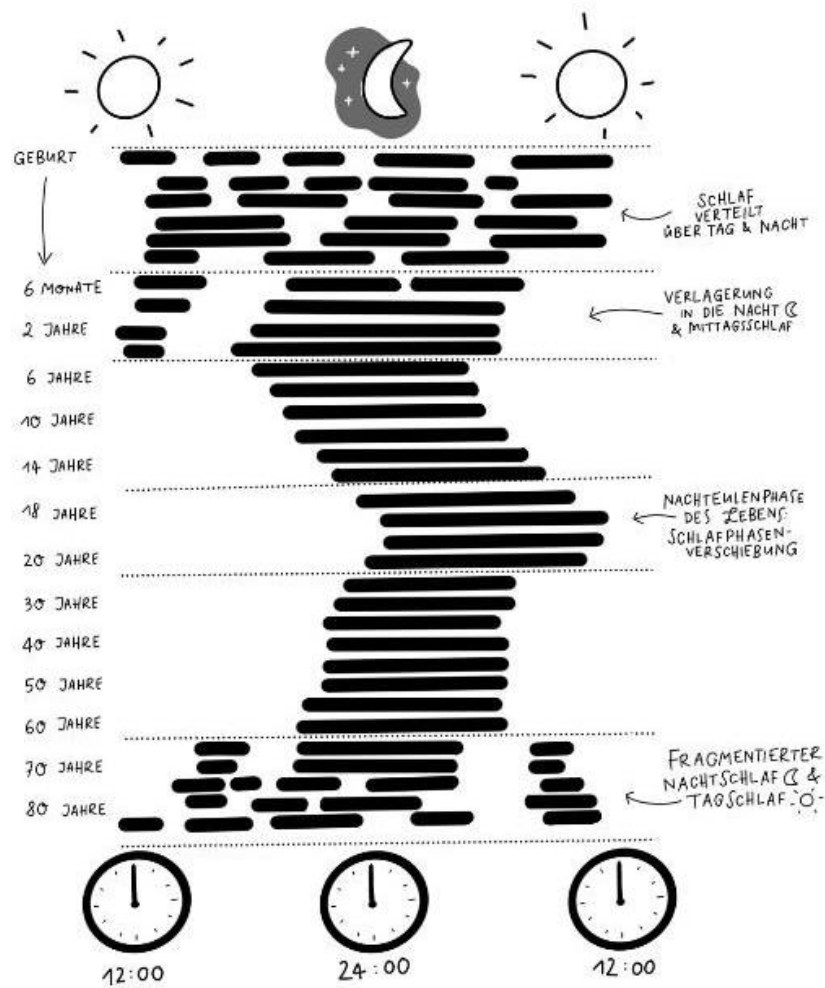 GEBURT
SCHLAF
VERTEILT
ÜBER TAG & NACHT
6 MONATE
VERLAGERUNG
IN DIE NACHT
& MITTAGSSCHLAF
2 JAHRE
6 JAHRE
10 JAHRE
14 JAHRE
18 JAHRE
NACHTEULENPHASE
DES LEBENS.
SCHLAFPHASEN-
VERSCHIEBUNG
20 JAHRE
30 JAHRE
40 JAHRE
50 JAHRE
60 JAHRE
70 JAHRE
FRAGMENTIERTER
NACHTSCHLAF &
TAGSCHLAF
80 JAHRE
12:00
24:00
12:00